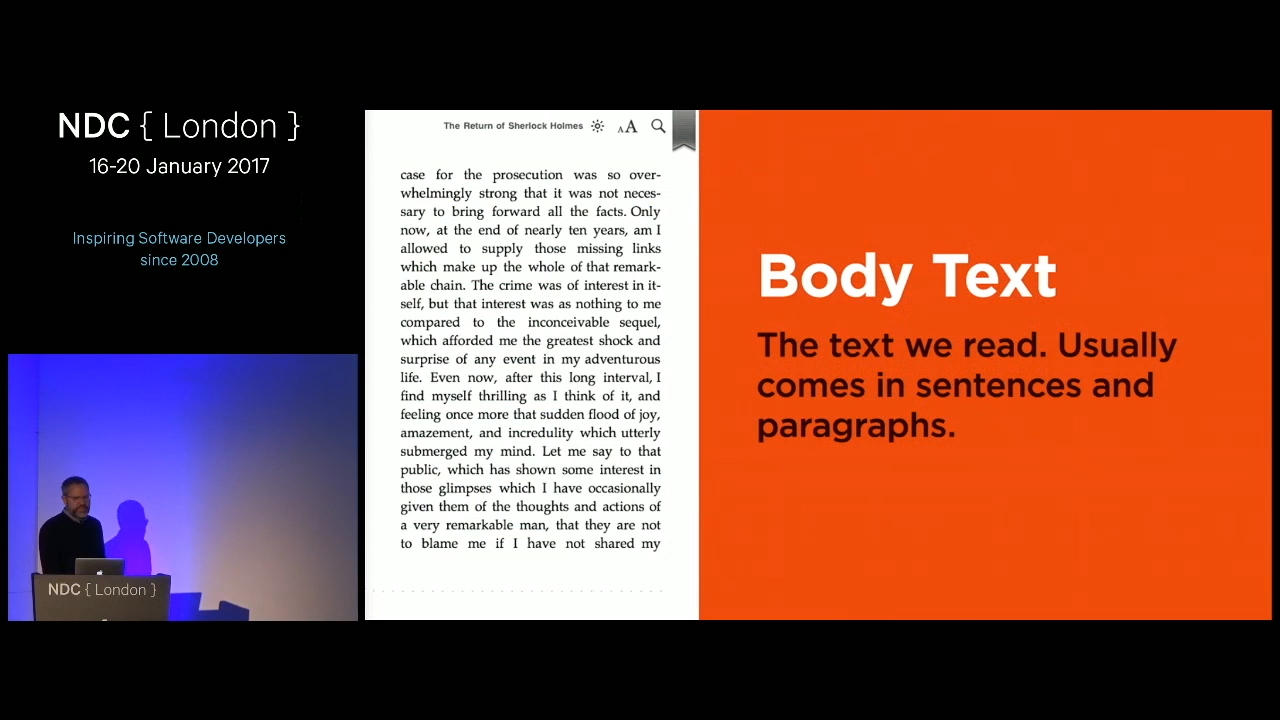 NDC { London }
16-20 January 2017
Inspiring Software Developers
since 2008
NDC { London }
The Return of Sherlock Holmes
AA
case for the prosecution was so over-
whelmingly strong that it was not neces-
sary to bring forward all the facts. Only
now, at the end of nearly ten years, am I
allowed to supply those missing links
which make up the whole of that remark-
able chain. The crime was of interest in it-
self, but that interest was as nothing to me
compared to the inconceivable sequel,
which afforded me the greatest shock and
surprise of any event in my adventurous
life. Even now, after this long interval, I
find myself thrilling as I think of it, and
feeling once more that sudden flood of joy,
amazement, and incredulity which utterly
submerged my mind. Let me say to that
public, which has shown some interest in
those glimpses which I have occasionally
given them of the thoughts and actions of
a very remarkable man, that they are not
to blame me if I have not shared my
Body Text
The text we read. Usually
comes in sentences and
paragraphs.